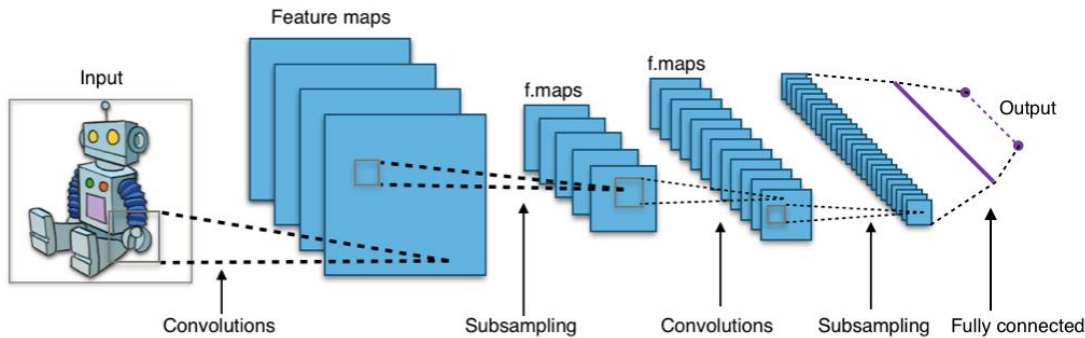 Feature maps
Input
f.maps
f.maps
Output
Convolutions
Subsampling
Convolutions
Subsampling
Fully connected